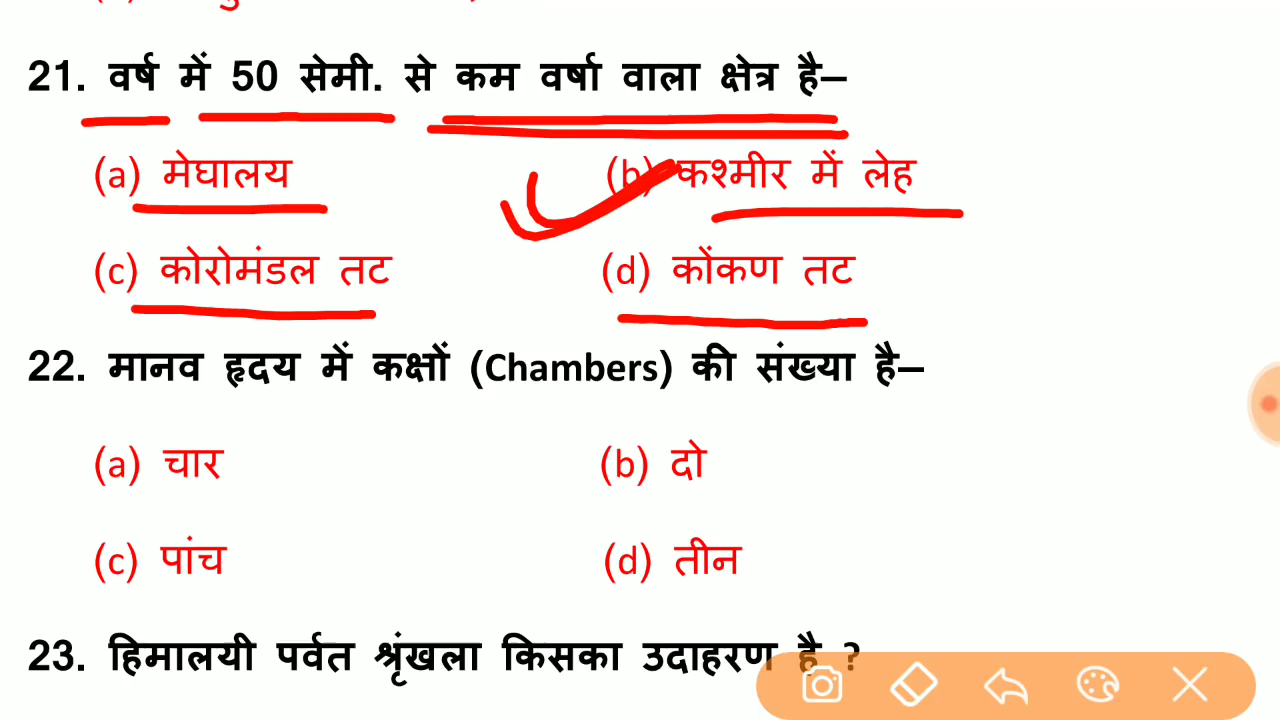 21. वर्ष में 50 सेमी. से कम वर्षा वाला क्षेत्र है–
(a) मेघालय (b) कश्मीर में लेह
(c) कोरोमंडल तट (d) कोंकण तट
22. मानव हृदय में कक्षों (Chambers) की संख्या है–
(a) चार (b) दो
(c) पांच (d) तीन
23. हिमालयी पर्वत श्रृंखला किसका उदाहरण है ?